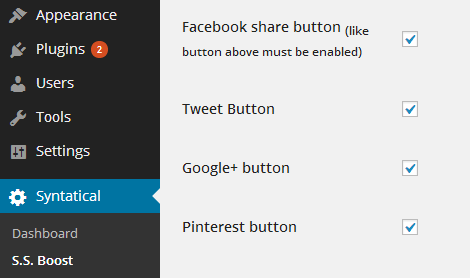 Appearance
Plugins 2
Users
Tools
Settings
Syntatical
Dashboard
S.S. Boost
Facebook share button (like
button above must be enabled)
Tweet Button
Google+ button
Pinterest button